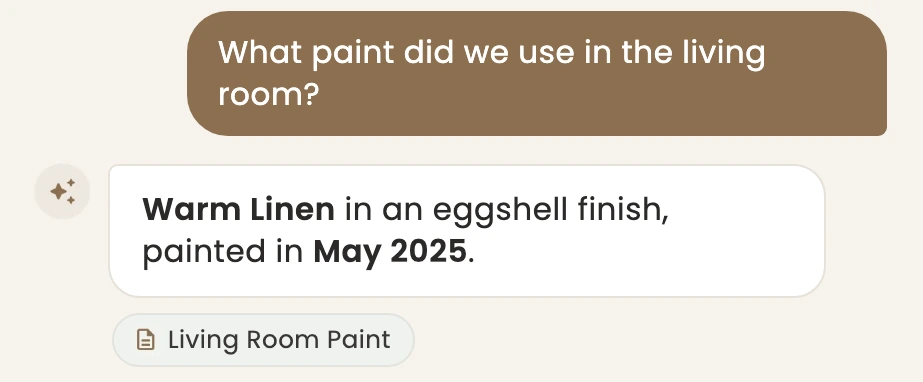 What paint did we use in the living
room?
Warm Linen in an eggshell finish,
painted in May 2025.
Living Room Paint